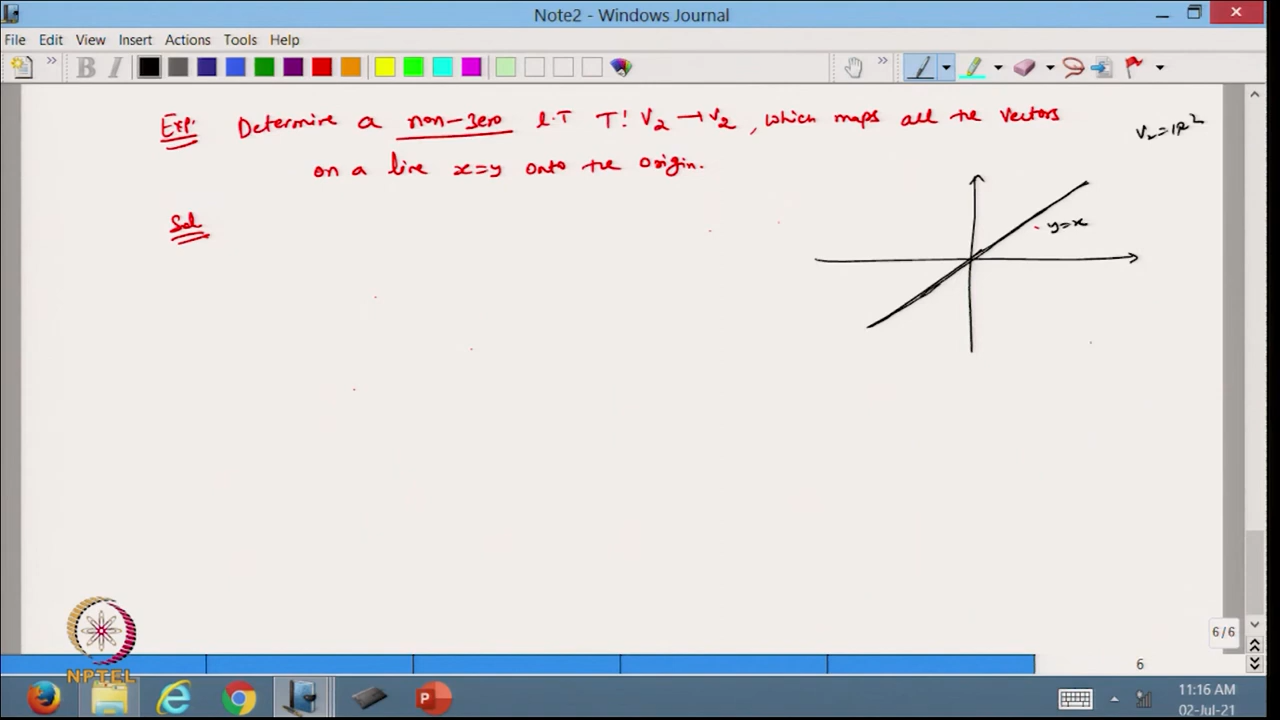 Note2 - Windows Journal
File Edit View Insert Actions Tools Help
Exp: Determine a non-zero l.T T: V2 → V2, which maps all the vectors
on a line x=y onto the origin.
V2=IR2
Sol
y=x
6/6
6
NPTEL
11:16 AM
02-Jul-21